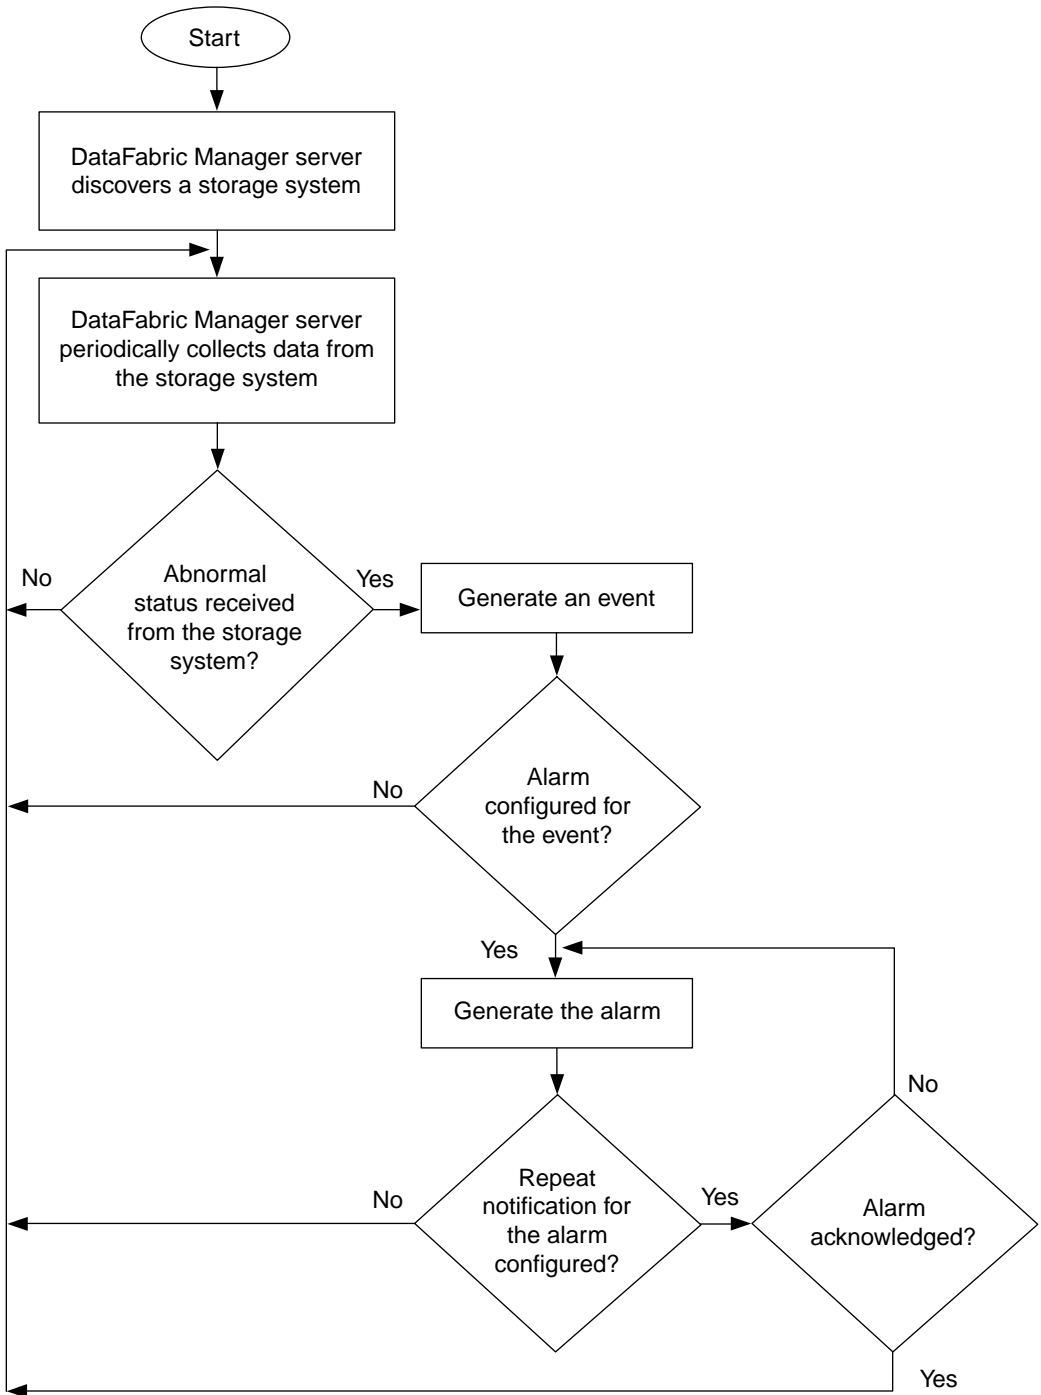 Start
DataFabric Manager server
discovers a storage system
DataFabric Manager server
periodically collects data from
the storage system
No
Abnormal
status received
from the storage
system?
Yes
Generate an event
No
Alarm
configured for
the event?
Yes
Generate the alarm
No
Repeat
notification for
the alarm
configured?
Yes
No
Alarm
acknowledged?
Yes